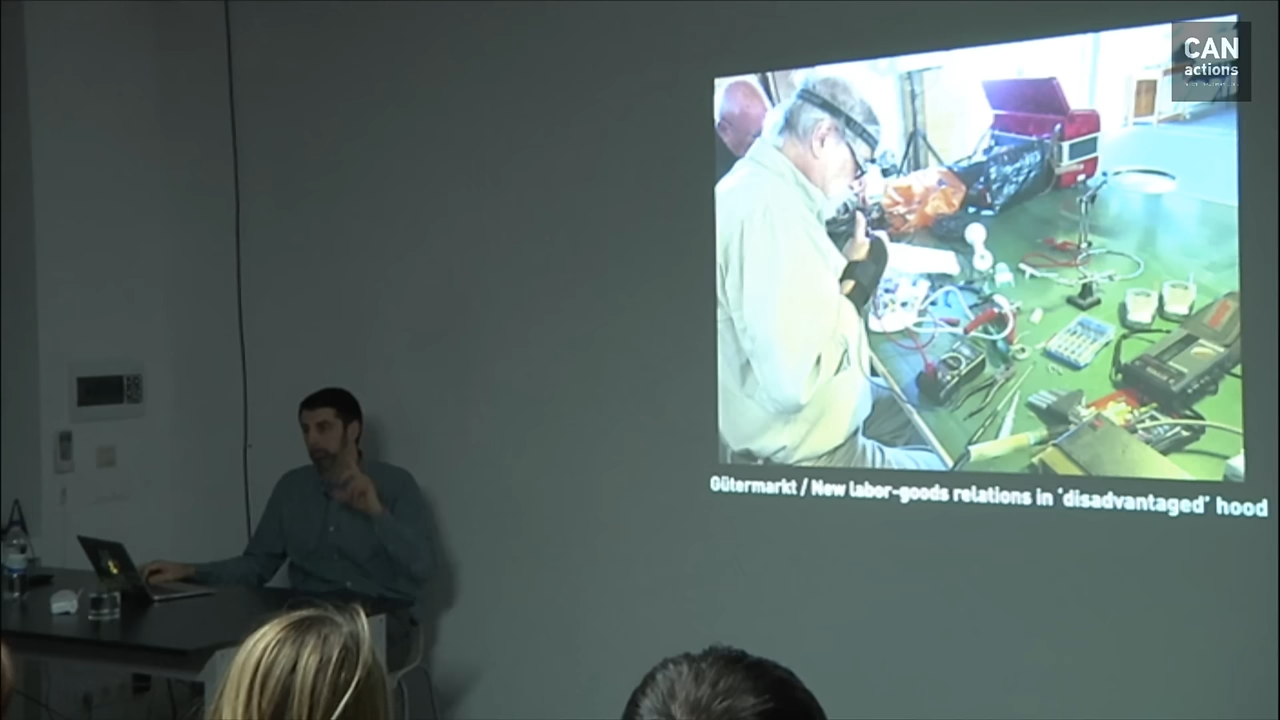 CAN
actions
Gütermarkt / New labor-goods relations in 'disadvantaged' hood